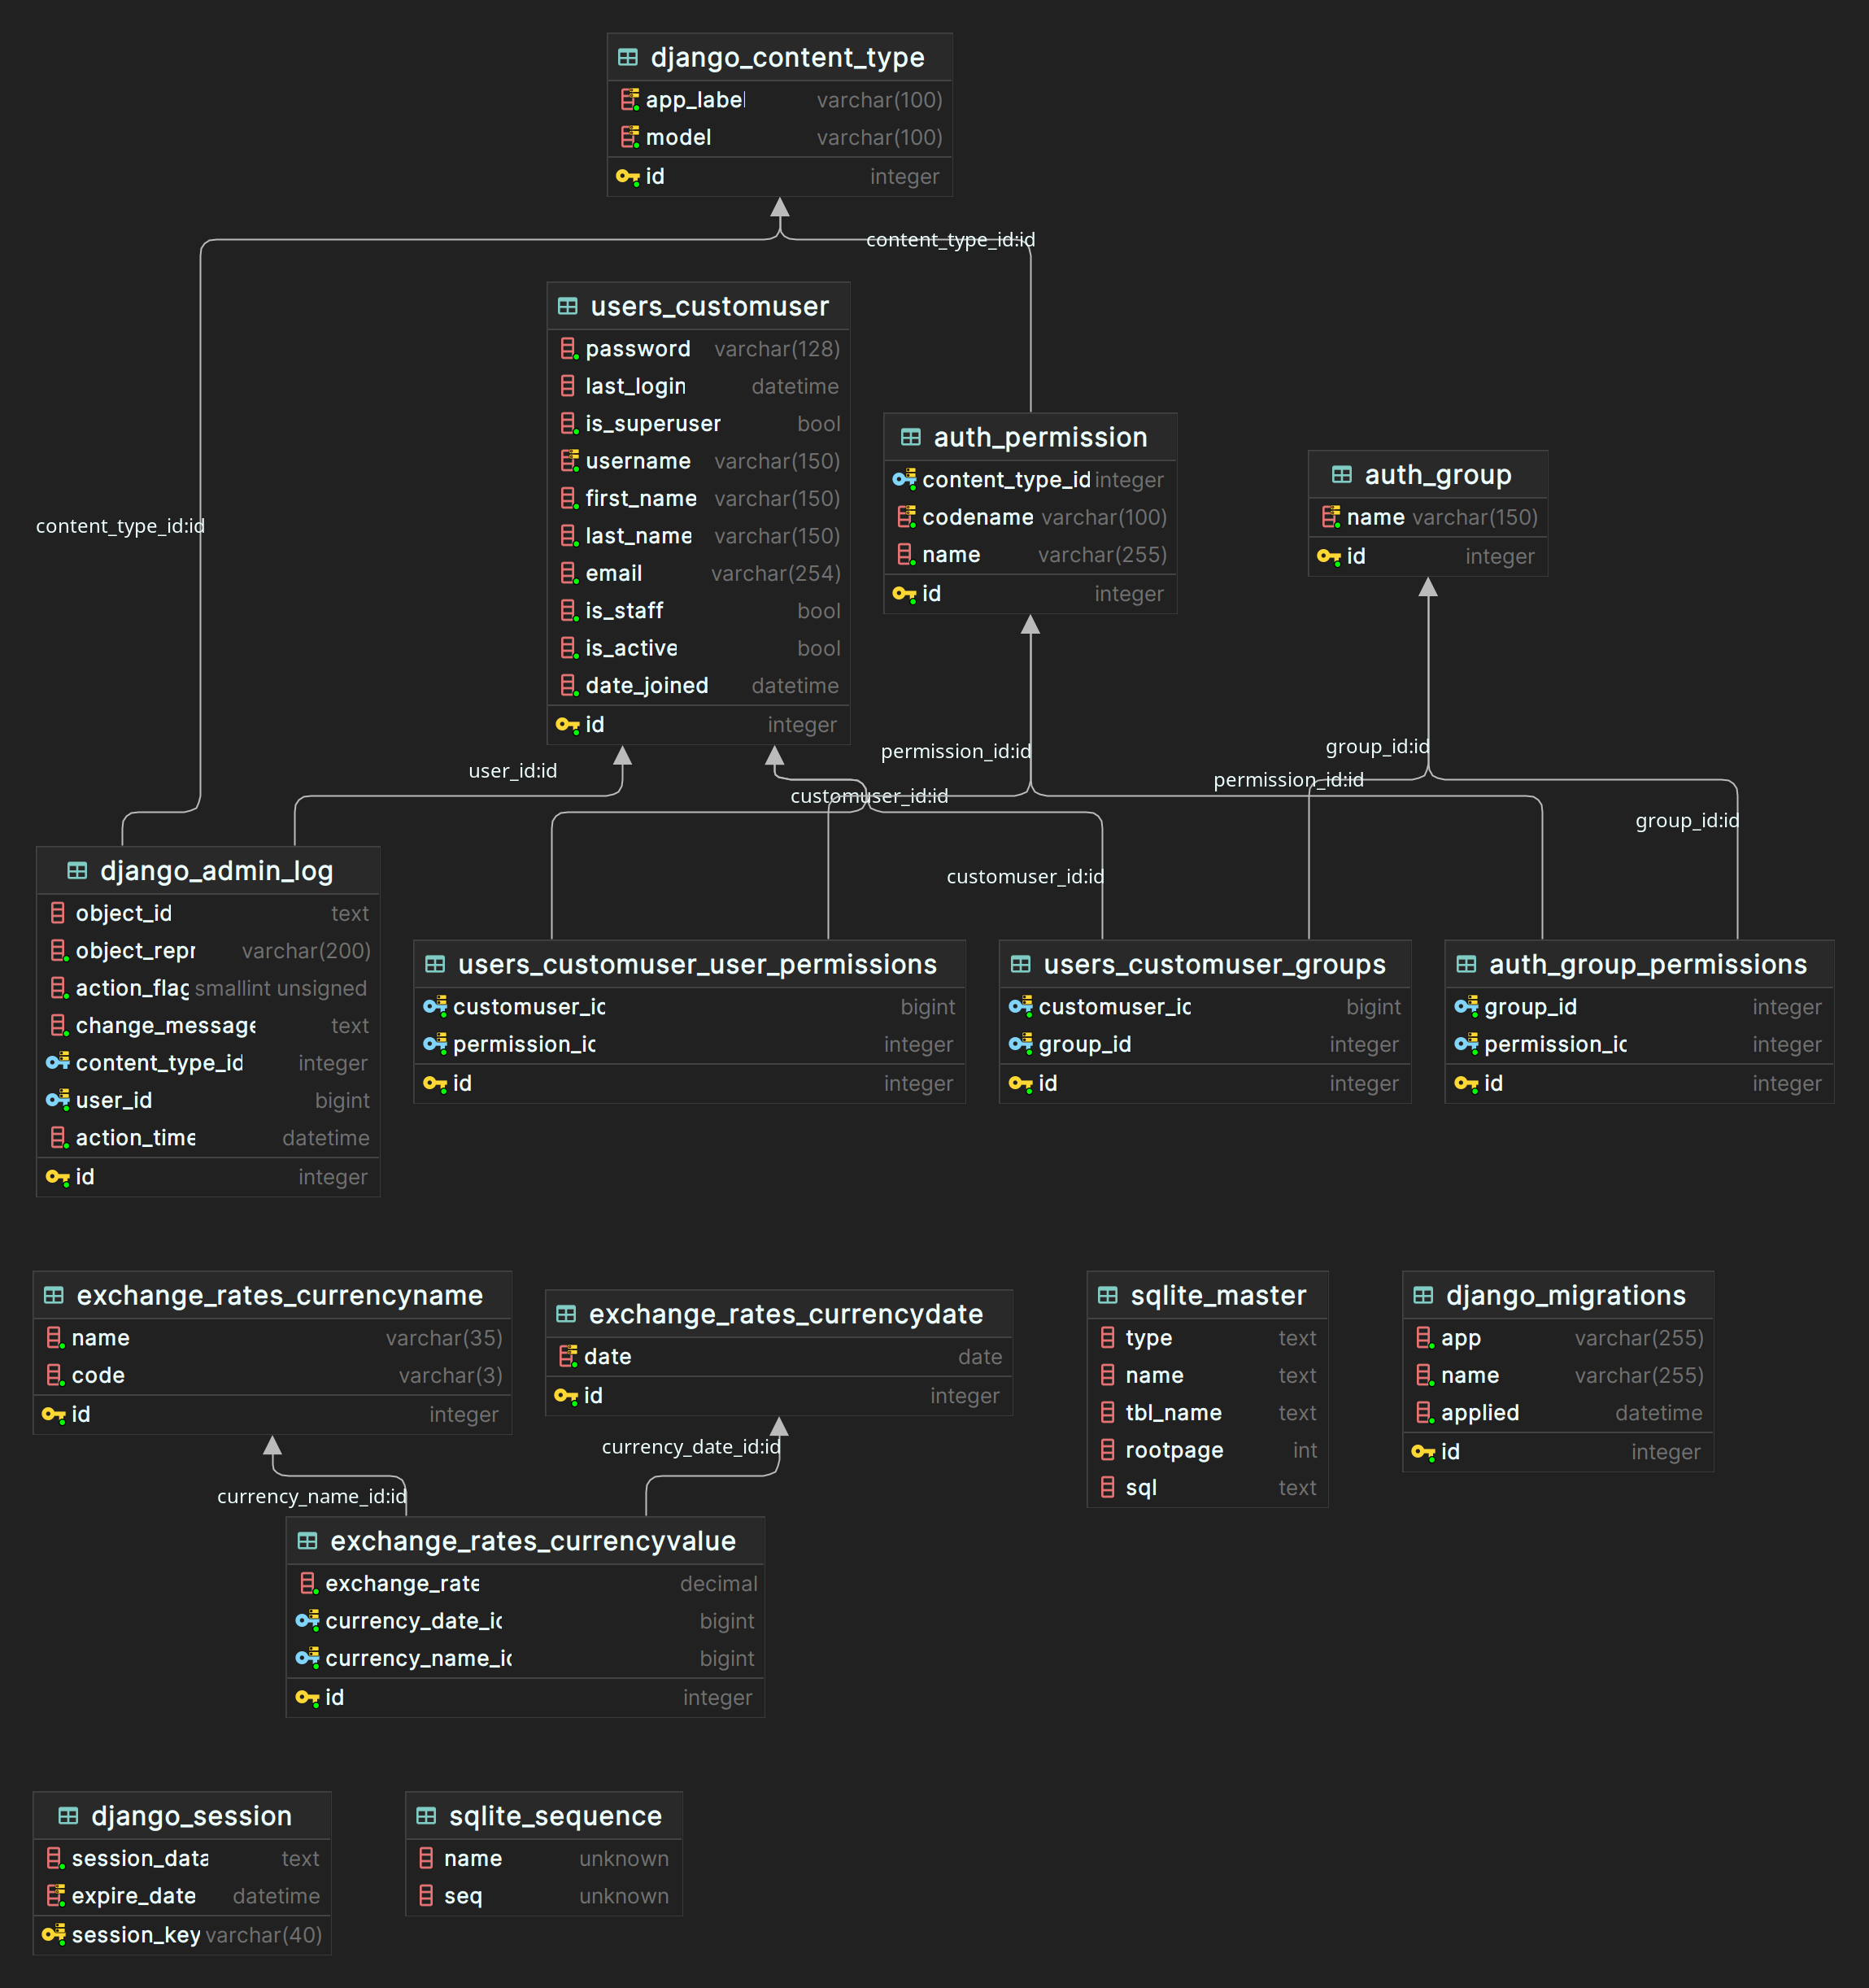 django_content_type
app_label varchar(100)
model varchar(100)
id integer
content_type_id:id
users_customuser
password varchar(128)
last_login datetime
is_superuser bool
username varchar(150)
first_name varchar(150)
last_name varchar(150)
email varchar(254)
is_staff bool
is_active bool
date_joined datetime
id integer
auth_permission
content_type_id integer
codename varchar(100)
name varchar(255)
id integer
auth_group
name varchar(150)
id integer
content_type_id:id
user_id:id
permission_id:id
group_id:id
customuser_id:id
permission_id:id
group_id:id
customuser_id:id
django_admin_log
object_id text
object_repr varchar(200)
action_flag smallint unsigned
change_message text
content_type_id integer
user_id bigint
action_time datetime
id integer
users_customuser_user_permissions
customuser_id bigint
permission_id integer
id integer
users_customuser_groups
customuser_id bigint
group_id integer
id integer
auth_group_permissions
group_id integer
permission_id integer
id integer
exchange_rates_currencyname
name varchar(35)
code varchar(3)
id integer
exchange_rates_currencydate
date date
id integer
sqlite_master
type text
name text
tbl_name text
rootpage int
sql text
django_migrations
app varchar(255)
name varchar(255)
applied datetime
id integer
currency_date_id:id
currency_name_id:id
exchange_rates_currencyvalue
exchange_rate decimal
currency_date_id bigint
currency_name_id bigint
id integer
django_session
session_data text
expire_date datetime
session_key varchar(40)
sqlite_sequence
name unknown
seq unknown